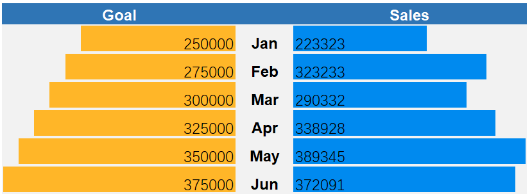 Goal Sales
250000 Jan 223323
275000 Feb 323233
300000 Mar 290332
325000 Apr 338928
350000 May 389345
375000 Jun 372091